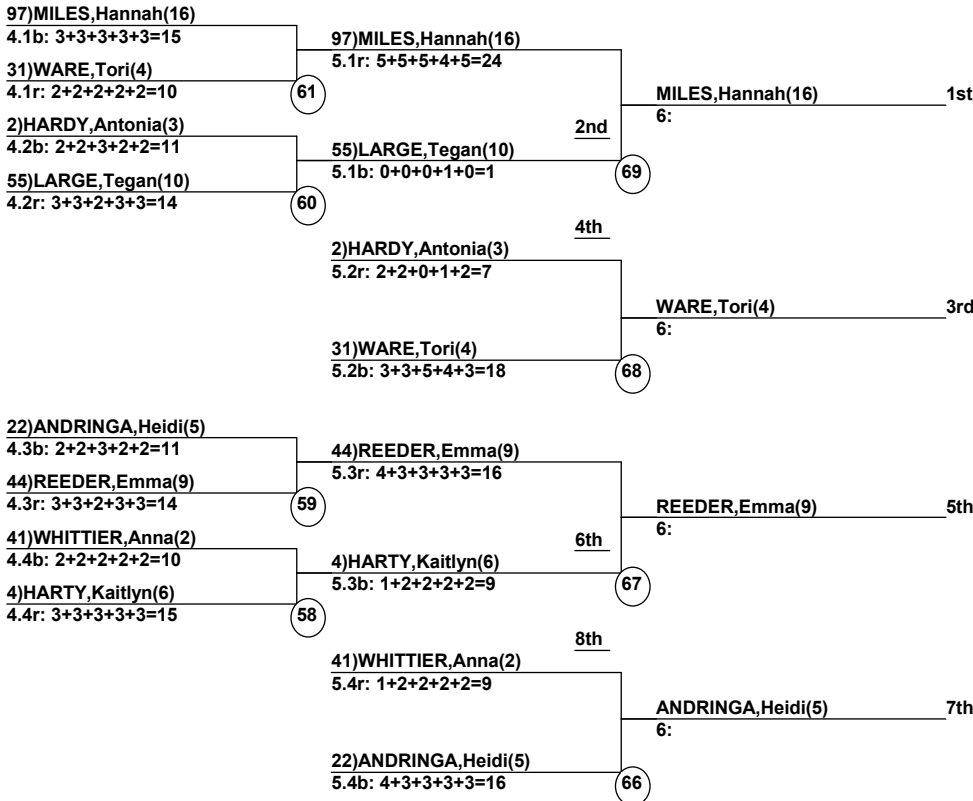 97)MILES,Hannah(16)
4.1b: 3+3+3+3+3=15
31)WARE,Tori(4)
4.1r: 2+2+2+2+2=10
61
2)HARDY,Antonia(3)
4.2b: 2+2+3+2+2=11
55)LARGE,Tegan(10)
4.2r: 3+3+2+3+3=14
60
97)MILES,Hannah(16)
5.1r: 5+5+5+4+5=24
2nd
55)LARGE,Tegan(10)
5.1b: 0+0+0+1+0=1
69
MILES,Hannah(16) 1st
6:
4th
2)HARDY,Antonia(3)
5.2r: 2+2+0+1+2=7
31)WARE,Tori(4)
5.2b: 3+3+5+4+3=18
68
WARE,Tori(4) 3rd
6:
22)ANDRINGA,Heidi(5)
4.3b: 2+2+3+2+2=11
44)REEDER,Emma(9)
4.3r: 3+3+2+3+3=14
59
41)WHITTIER,Anna(2)
4.4b: 2+2+2+2+2=10
4)HARTY,Kaitlyn(6)
4.4r: 3+3+3+3+3=15
58
44)REEDER,Emma(9)
5.3r: 4+3+3+3+3=16
6th
4)HARTY,Kaitlyn(6)
5.3b: 1+2+2+2+2=9
67
REEDER,Emma(9) 5th
6:
8th
41)WHITTIER,Anna(2)
5.4r: 1+2+2+2+2=9
22)ANDRINGA,Heidi(5)
5.4b: 4+3+3+3+3=16
66
ANDRINGA,Heidi(5) 7th
6: